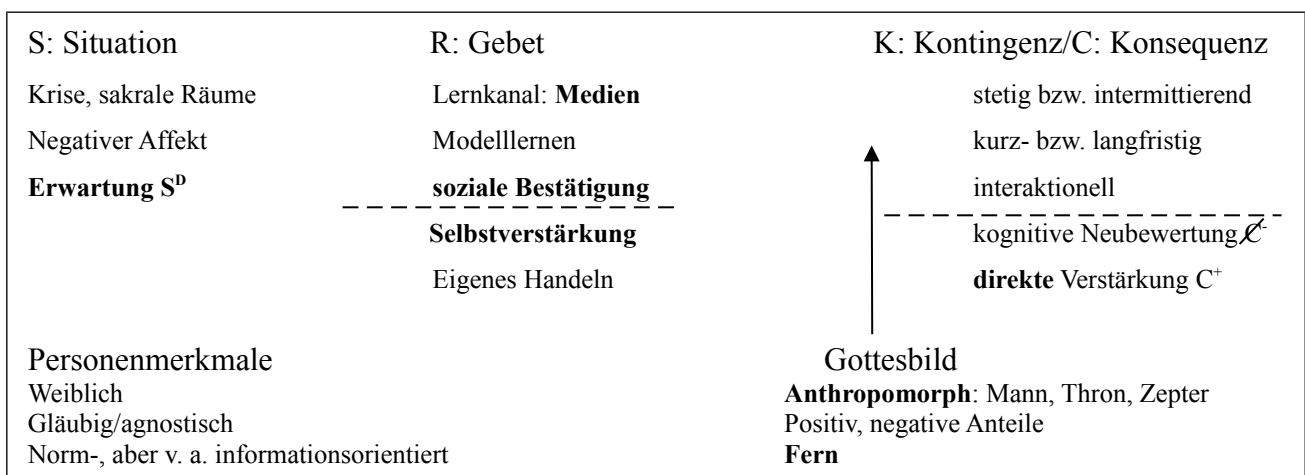 S: Situation R: Gebet K: Kontingenz/C: Konsequenz
Krise, sakrale Räume Lernkanal: Medien stetig bzw. intermittierend
Negativer Affekt Modelllernen kurz- bzw. langfristig
Erwartung S^D soziale Bestätigung interaktionell
Selbstverstärkung kognitive Neubewertung C̸^-
Eigenes Handeln direkte Verstärkung C^+
Personenmerkmale Gottesbild
Weiblich Anthropomorph: Mann, Thron, Zepter
Gläubig/agnostisch Positiv, negative Anteile
Norm-, aber v. a. informationsorientiert Fern